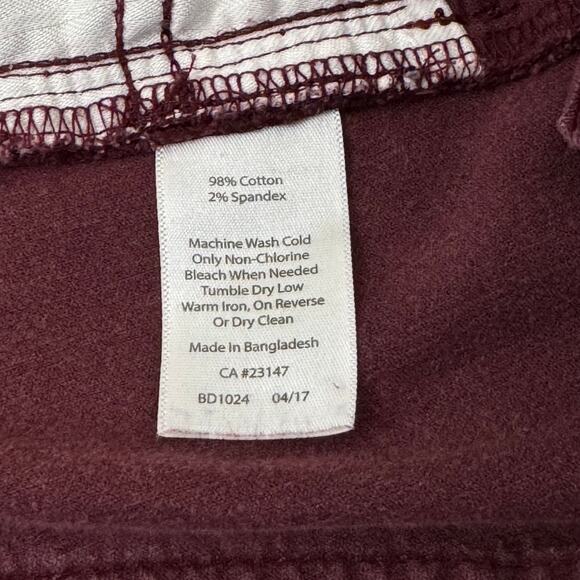 98% Cotton
2% Spandex
Machine Wash Cold
Only Non-Chlorine
Bleach When Needed
Tumble Dry Low
Warm Iron, On Reverse
Or Dry Clean
Made In Bangladesh
CA #23147
BD1024 04/17